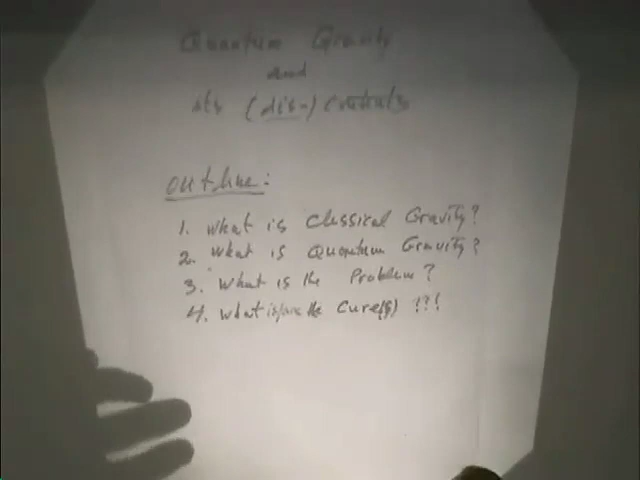 Quantum Gravity
and
its (dis-) contents
Outline:
1. What is Classical Gravity?
2. What is Quantum Gravity?
3. What is the Problem?
4. What is/are the Cure(s) !?!